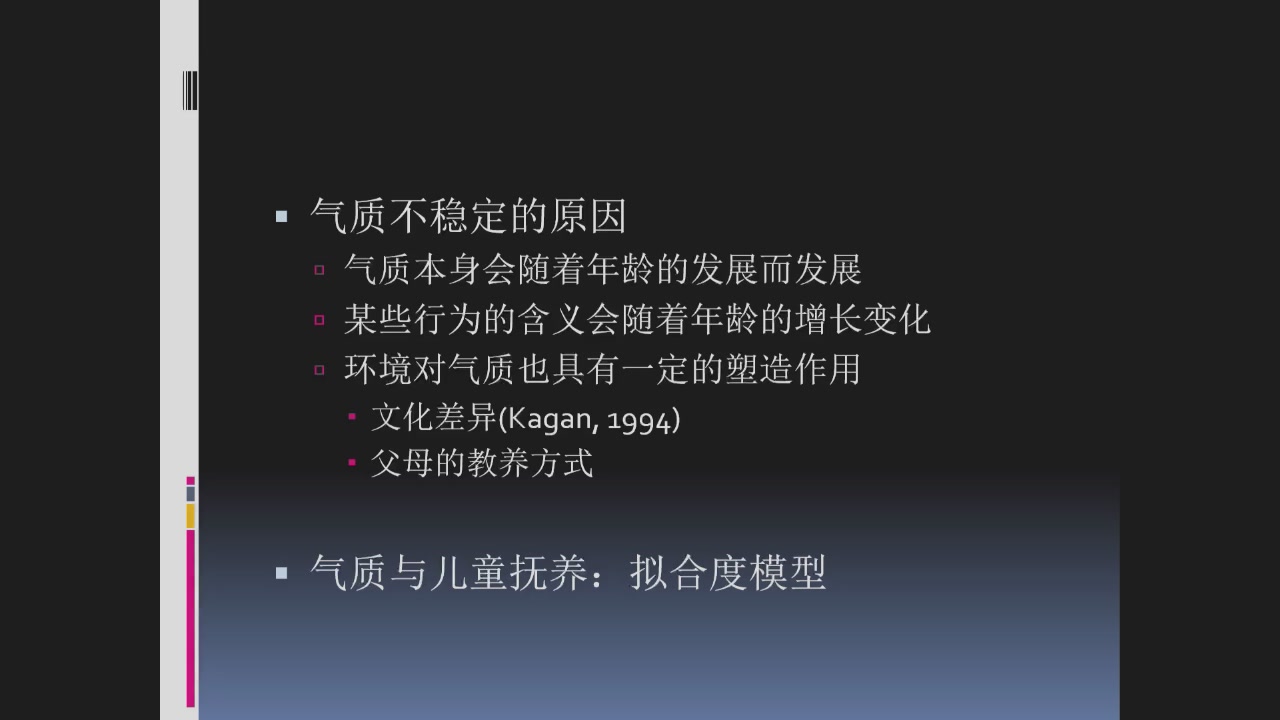 气质不稳定的原因
气质本身会随着年龄的发展而发展
某些行为的含义会随着年龄的增长变化
环境对气质也具有一定的塑造作用
文化差异(Kagan, 1994)
父母的教养方式
气质与儿童抚养：拟合度模型